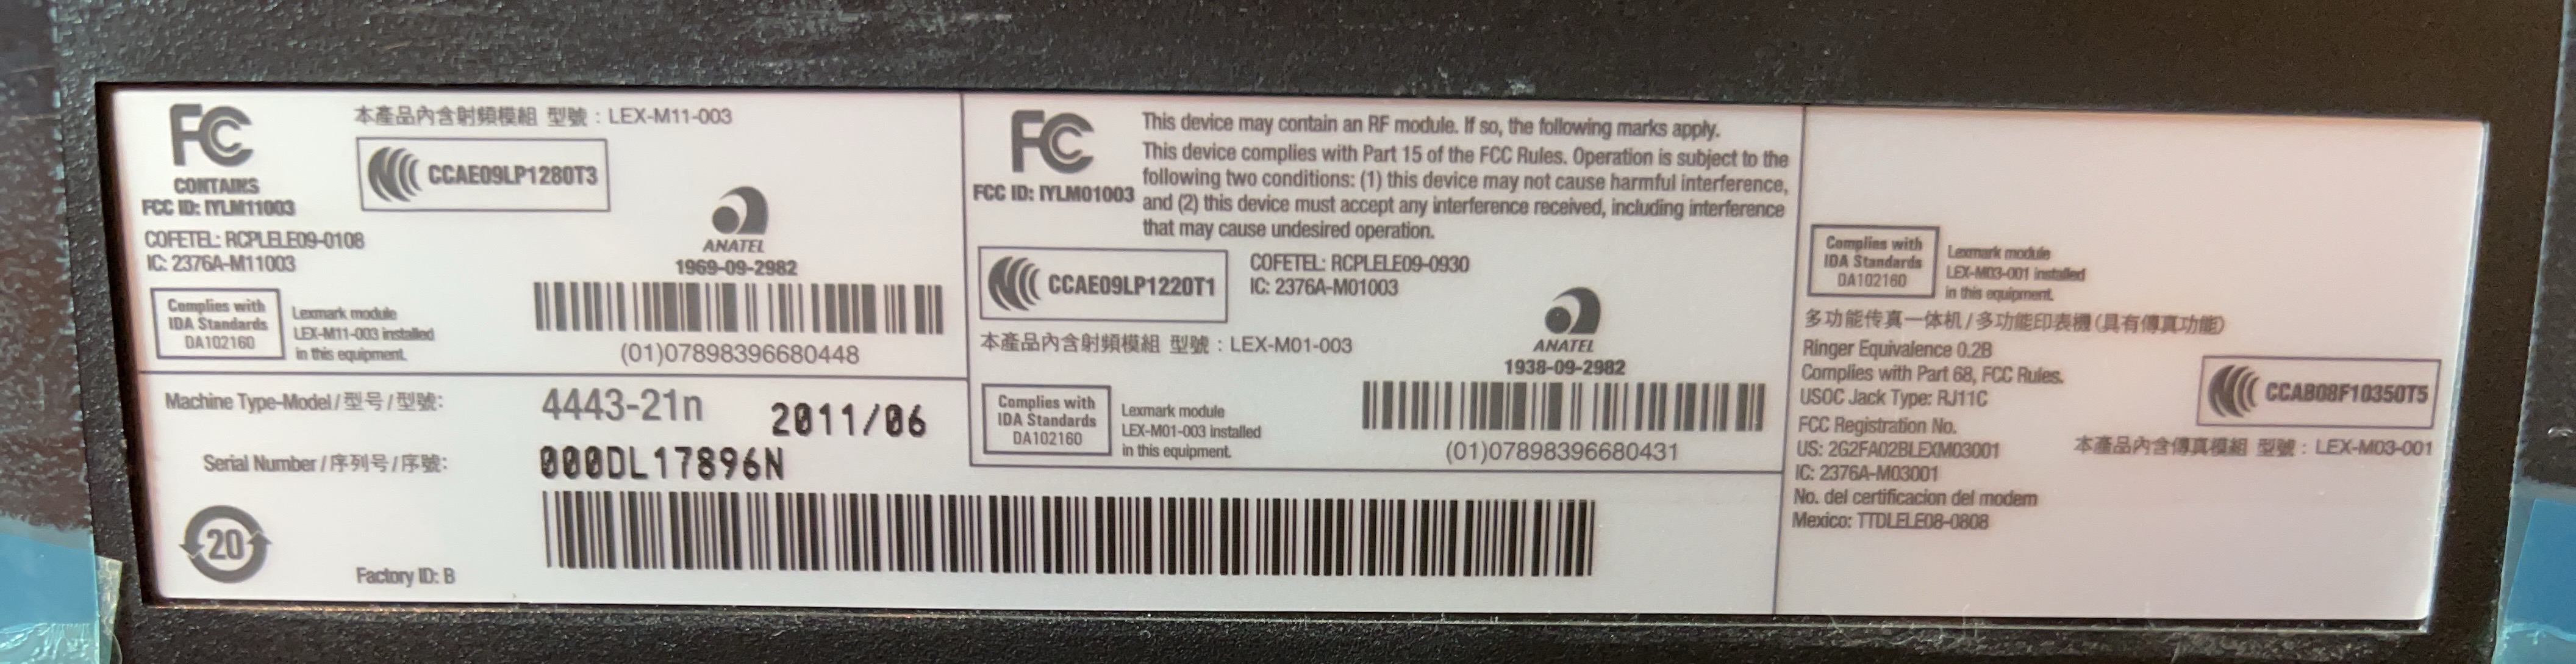 FC
CONTAINS
FCC ID: IYLM11003
COFETEL: RCPLELE09-0108
IC: 2376A-M11003
本產品內含射頻模組 型號：LEX-M11-003
CCAE09LP1280T3
ANATEL
1969-09-2982
(01)07898396680448
Complies with
IDA Standards
DA102160
Lexmark module
LEX-M11-003 installed
in this equipment.
Machine Type-Model/型号/型號:
4443-21n
2011/06
Serial Number/序列号/序號:
000DL17896N
20
Factory ID: B
FC
FCC ID: IYLM01003
This device may contain an RF module. If so, the following marks apply.
This device complies with Part 15 of the FCC Rules. Operation is subject to the
following two conditions: (1) this device may not cause harmful interference,
and (2) this device must accept any interference received, including interference
that may cause undesired operation.
CCAE09LP1220T1
COFETEL: RCPLELE09-0930
IC: 2376A-M01003
本產品內含射頻模組 型號：LEX-M01-003
ANATEL
1938-09-2982
(01)07898396680431
Complies with
IDA Standards
DA102160
Lexmark module
LEX-M01-003 installed
in this equipment.
Complies with
IDA Standards
DA102160
Lexmark module
LEX-M03-001 installed
in this equipment.
多功能传真一体机/多功能印表機(具有傳真功能)
Ringer Equivalence 0.2B
Complies with Part 68, FCC Rules.
USOC Jack Type: RJ11C
FCC Registration No.
US: 2G2FA02BLEXM03001
IC: 2376A-M03001
No. del certificacion del modem
Mexico: TTDLELE08-0808
CCAB08F10350T5
本產品內含傳真模組 型號：LEX-M03-001